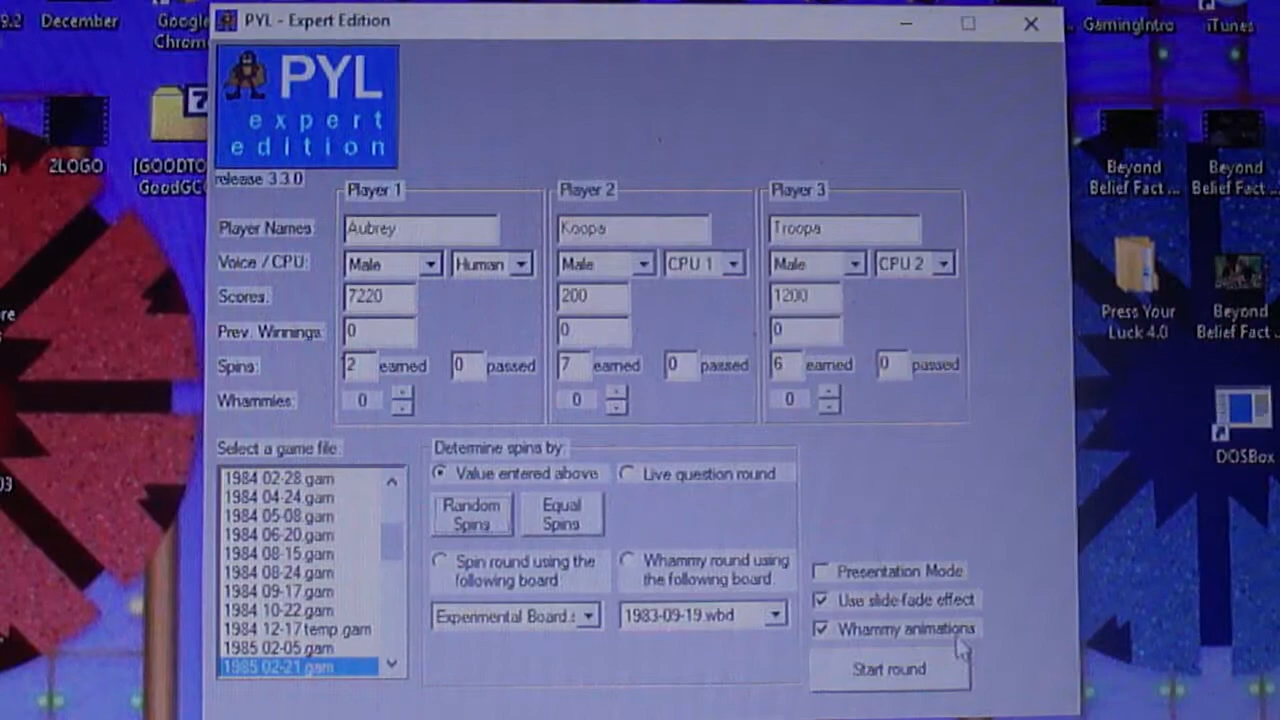 9.2
December
Google
Chrom
GamingIntro
iTunes
PYL - Expert Edition
PYL
expert
edition
release 3.3.0
2LOGO
7
[GOODTO
GoodGC
Beyond
Belief Fact ...
Beyond
Belief Fact ...
Player 1
Player 2
Player 3
Player Names:
Aubrey
Koopa
Troopa
Voice / CPU:
Male
Human
Male
CPU 1
Male
CPU 2
Scores:
7220
200
1200
Prev. Winnings:
0
0
0
Spins:
2 earned
0 passed
7 earned
0 passed
6 earned
0 passed
Whammies:
0
0
0
Press Your
Luck 4.0
Beyond
Belief Fact
DOSBox
Select a game file:
1984 02-28.gam
1984 04-24.gam
1984 05-08.gam
1984 06-20.gam
1984 08-15.gam
1984 08-24.gam
1984 09-17.gam
1984 10-22.gam
1984 12-17temp.gam
1985 02-05.gam
1985 02-21.gam
Determine spins by:
Value entered above
Live question round
Random
Spins
Equal
Spins
Spin round using the
following board
Whammy round using
the following board
Experimental Board.s
1983-09-19.wbd
Presentation Mode
Use slide-fade effect
Whammy animations
Start round